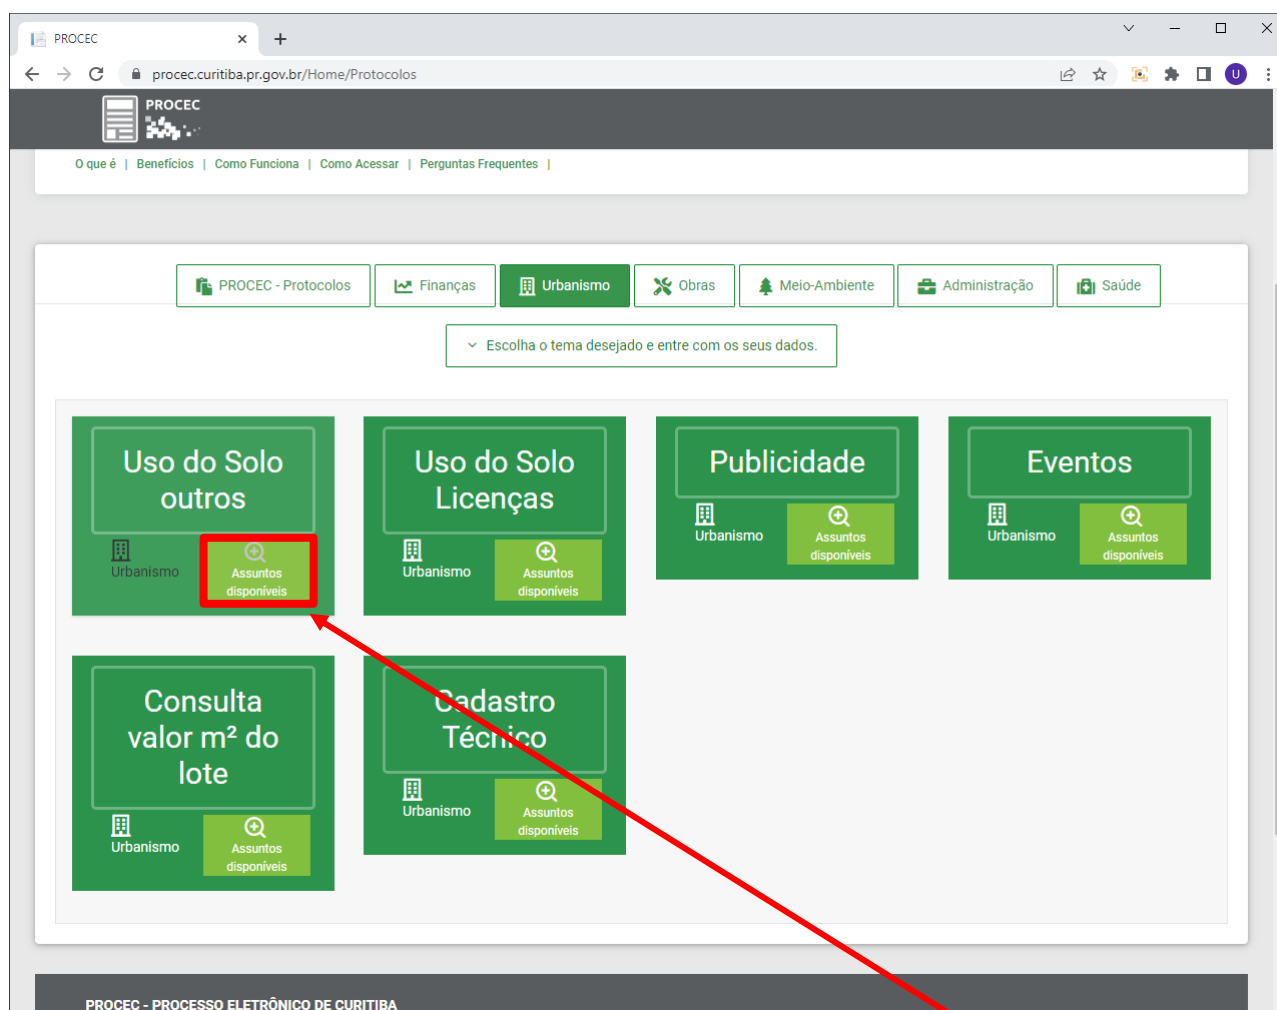 PROCEC
procec.curitiba.pr.gov.br/Home/Protocolos
U
PROCEC
O que é | Benefícios | Como Funciona | Como Acessar | Perguntas Frequentes |
PROCEC - Protocolos
Finanças
Urbanismo
Obras
Meio-Ambiente
Administração
Saúde
Escolha o tema desejado e entre com os seus dados.
Uso do Solo
outros
Urbanismo
Assuntos
disponíveis
Uso do Solo
Licenças
Urbanismo
Assuntos
disponíveis
Publicidade
Urbanismo
Assuntos
disponíveis
Eventos
Urbanismo
Assuntos
disponíveis
Consulta
valor m² do
lote
Urbanismo
Assuntos
disponíveis
Cadastro
Técnico
Urbanismo
Assuntos
disponíveis
PROCEC - PROCESSO ELETRÔNICO DE CURITIBA